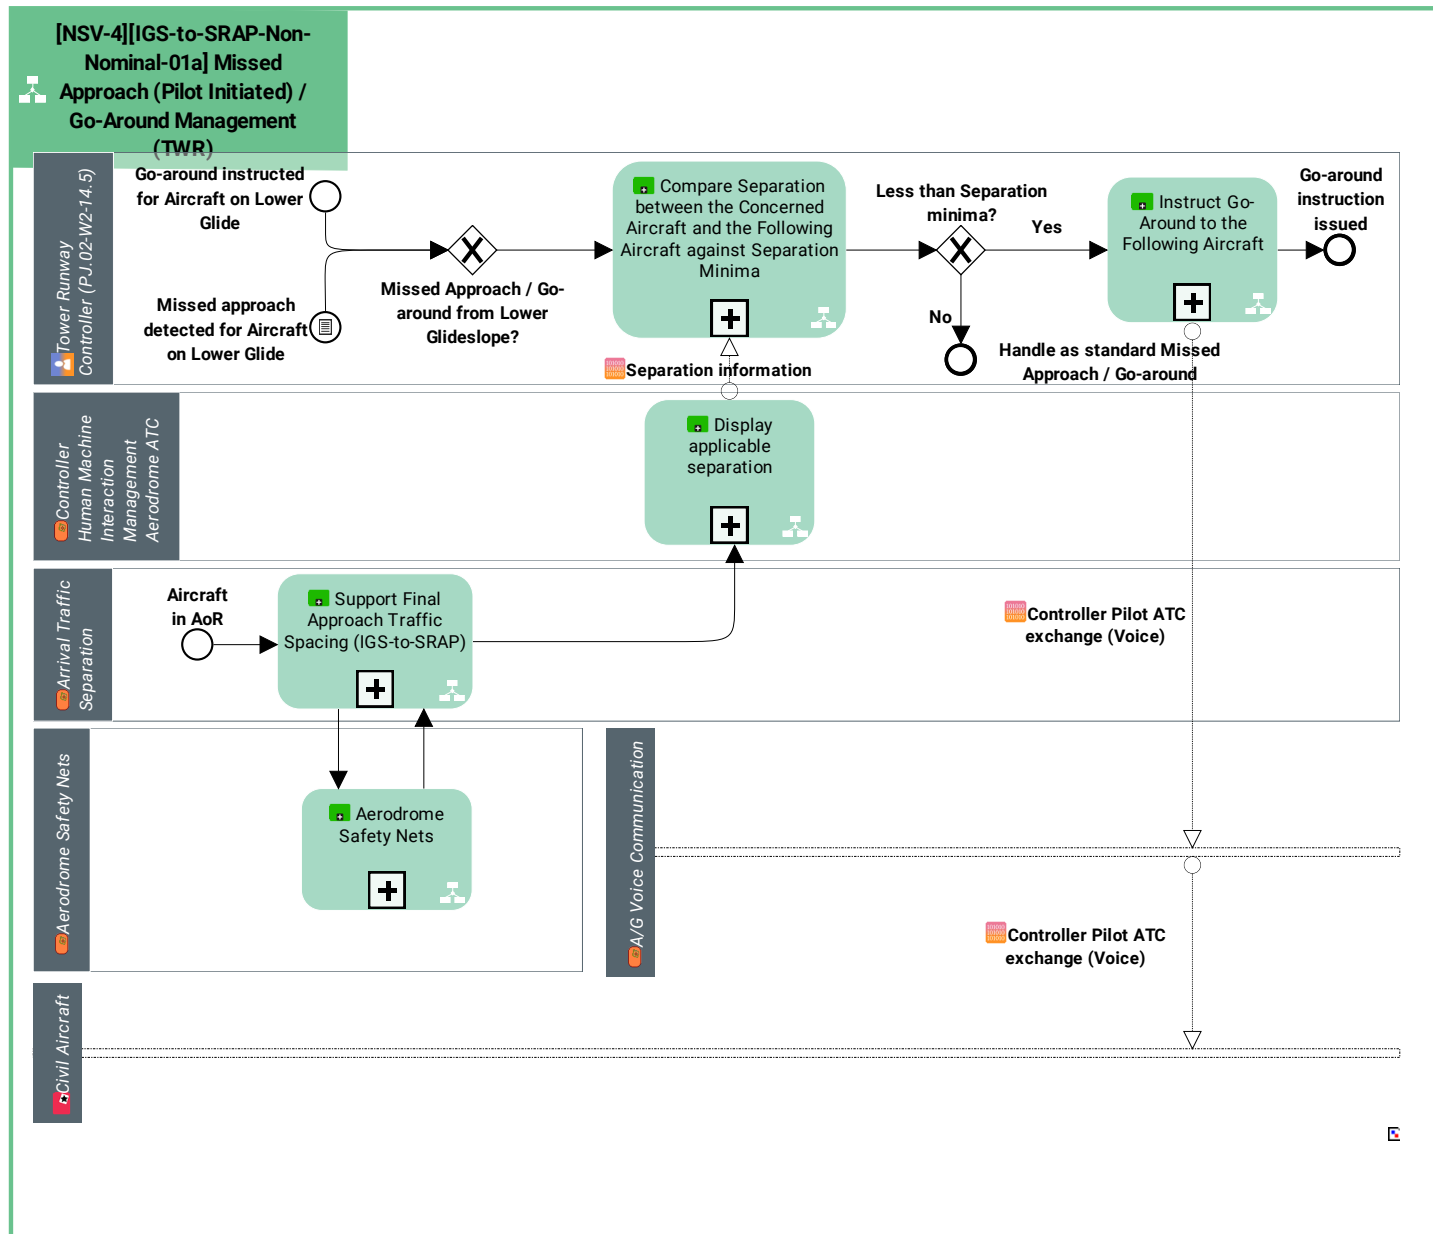 [NSV-4][IGS-to-SRAP-Non-
Nominal-01a] Missed
Approach (Pilot Initiated) /
Go-Around Management
(TWR)
Tower Runway
Controller (PJ.02-W2-14.5)
Go-around instructed
for Aircraft on Lower
Glide
Missed approach
detected for Aircraft
on Lower Glide
Missed Approach / Go-
around from Lower
Glideslope?
Compare Separation
between the Concerned
Aircraft and the Following
Aircraft against Separation
Minima
Less than Separation
minima?
Yes
No
Instruct Go-
Around to the
Following Aircraft
Go-around
instruction
issued
Handle as standard Missed
Approach / Go-around
Separation information
Controller
Human Machine
Interaction
Management
Aerodrome ATC
Display
applicable
separation
Arrival Traffic
Separation
Aircraft
in AoR
Support Final
Approach Traffic
Spacing (IGS-to-SRAP)
Controller Pilot ATC
exchange (Voice)
Aerodrome Safety Nets
Aerodrome
Safety Nets
A/G Voice Communication
Controller Pilot ATC
exchange (Voice)
Civil Aircraft